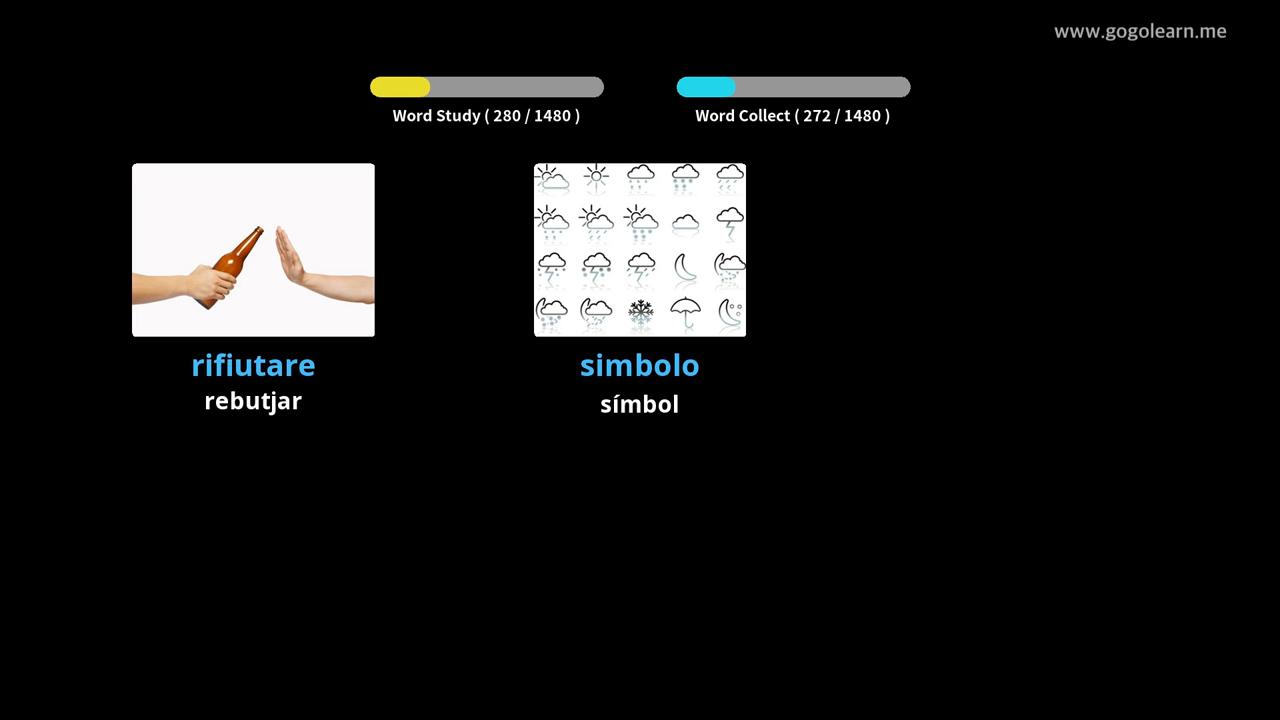 www.gogolearn.me
Word Study ( 280 / 1480 )
Word Collect ( 272 / 1480 )
rifiutare
rebutjar
simbolo
símbol